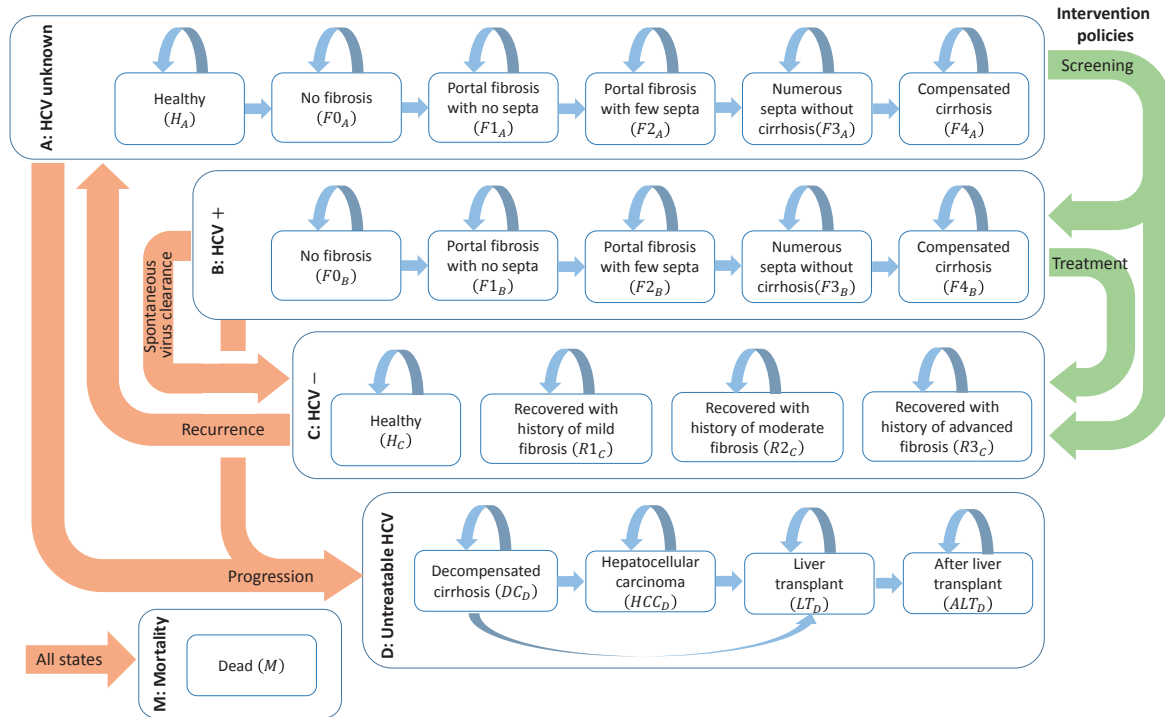 Intervention
policies
A: HCV unknown
Healthy
(H_A)
No fibrosis
(F0_A)
Portal fibrosis
with no septa
(F1_A)
Portal fibrosis
with few septa
(F2_A)
Numerous
septa without
cirrhosis(F3_A)
Compensated
cirrhosis
(F4_A)
Screening
B: HCV +
No fibrosis
(F0_B)
Portal fibrosis
with no septa
(F1_B)
Portal fibrosis
with few septa
(F2_B)
Numerous
septa without
cirrhosis(F3_B)
Compensated
cirrhosis
(F4_B)
Treatment
Spontaneous
virus clearance
C: HCV −
Healthy
(H_C)
Recovered with
history of mild
fibrosis (R1_C)
Recovered with
history of moderate
fibrosis (R2_C)
Recovered with
history of advanced
fibrosis (R3_C)
Recurrence
D: Untreatable HCV
Decompensated
cirrhosis (DC_D)
Hepatocellular
carcinoma
(HCC_D)
Liver
transplant
(LT_D)
After liver
transplant
(ALT_D)
Progression
All states
M: Mortality
Dead (M)